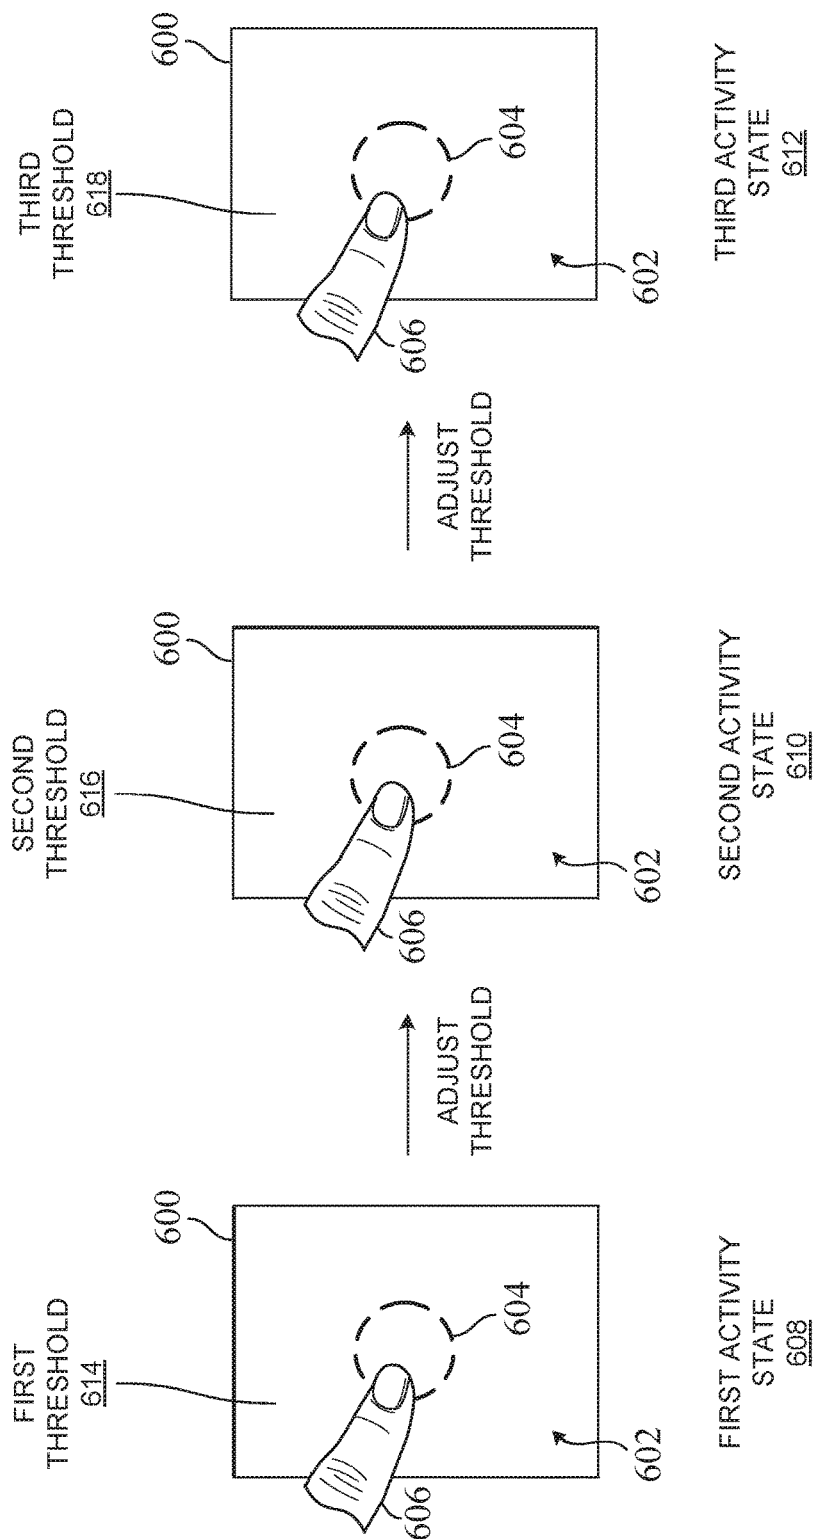 FIRST
THRESHOLD
614
600
604
606
602
FIRST ACTIVITY
STATE
608
ADJUST
THRESHOLD
SECOND
THRESHOLD
616
600
604
606
602
SECOND ACTIVITY
STATE
610
ADJUST
THRESHOLD
THIRD
THRESHOLD
618
600
604
606
602
THIRD ACTIVITY
STATE
612